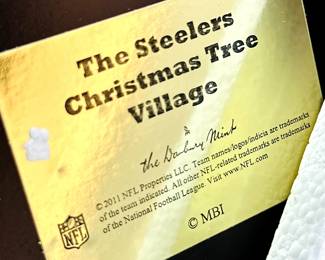 The Steelers
Christmas Tree
Village
the Danbury Mint
© 2011 NFL Properties LLC. Team names/logos/indicia are trademarks
of the team indicated. All other NFL-related trademarks are trademarks
of the National Football League. Visit www.NFL.com
NFL
© MBI